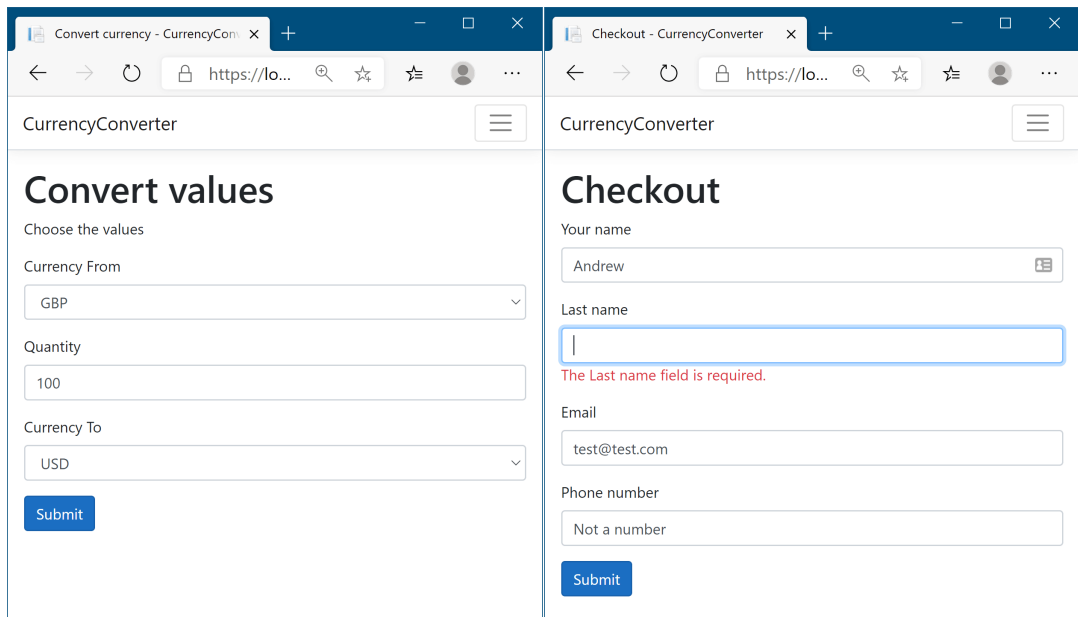 Convert currency - CurrencyCon
https://lo...
CurrencyConverter
Convert values
Choose the values
Currency From
GBP
Quantity
100
Currency To
USD
Submit
Checkout - CurrencyConverter
https://lo...
CurrencyConverter
Checkout
Your name
Andrew
Last name
The Last name field is required.
Email
test@test.com
Phone number
Not a number
Submit